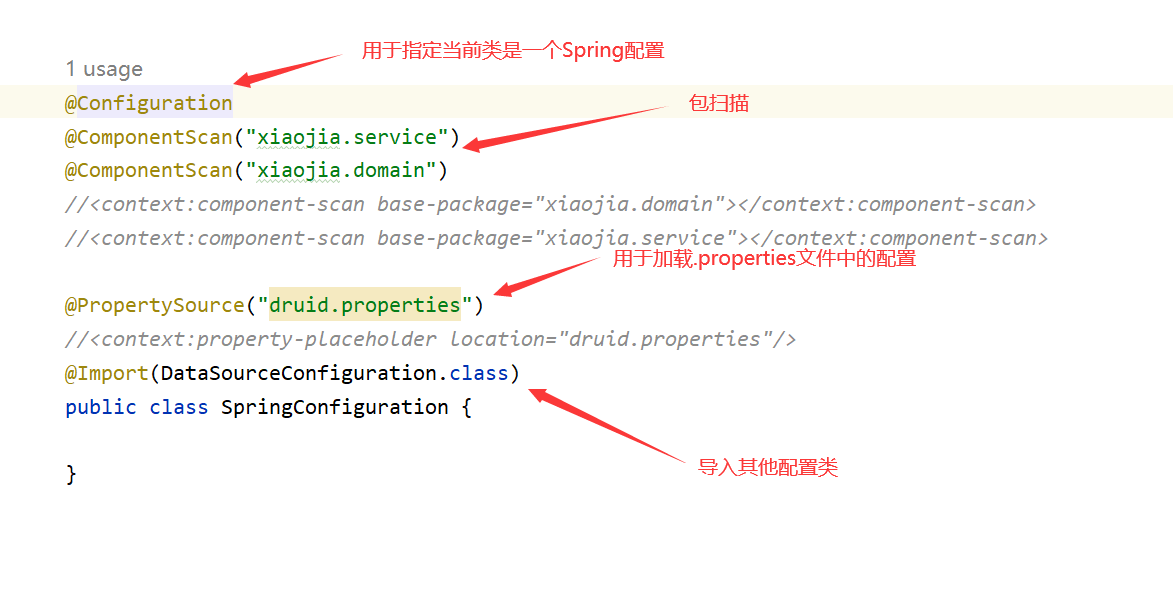 用于指定当前类是一个Spring配置
1 usage
@Configuration
包扫描
@ComponentScan("xiaojia.service")
@ComponentScan("xiaojia.domain")
//<context:component-scan base-package="xiaojia.domain"></context:component-scan>
//<context:component-scan base-package="xiaojia.service"></context:component-scan>
用于加载.properties文件中的配置
@PropertySource("druid.properties")
//<context:property-placeholder location="druid.properties"/>
@Import(DataSourceConfiguration.class)
public class SpringConfiguration {
导入其他配置类
}